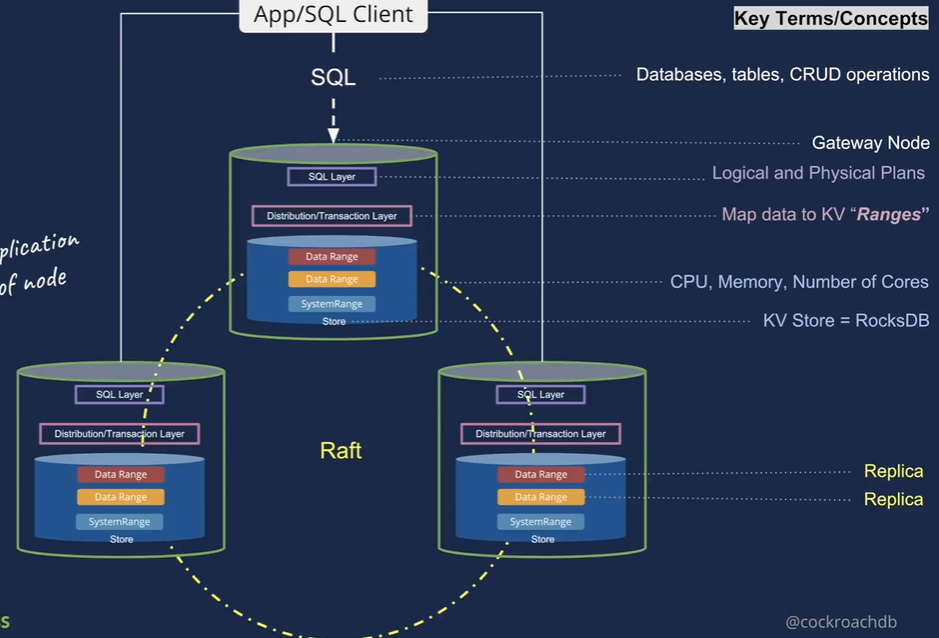 App/SQL Client
Key Terms/Concepts
SQL
Databases, tables, CRUD operations
Gateway Node
SQL Layer
Logical and Physical Plans
Distribution/Transaction Layer
Map data to KV “Ranges”
plication
of node
Data Range
Data Range
SystemRange
Store
CPU, Memory, Number of Cores
KV Store = RocksDB
SQL Layer
Distribution/Transaction Layer
Data Range
Data Range
SystemRange
Store
Raft
SQL Layer
Distribution/Transaction Layer
Data Range
Data Range
SystemRange
Store
Replica
Replica
@cockroachdb